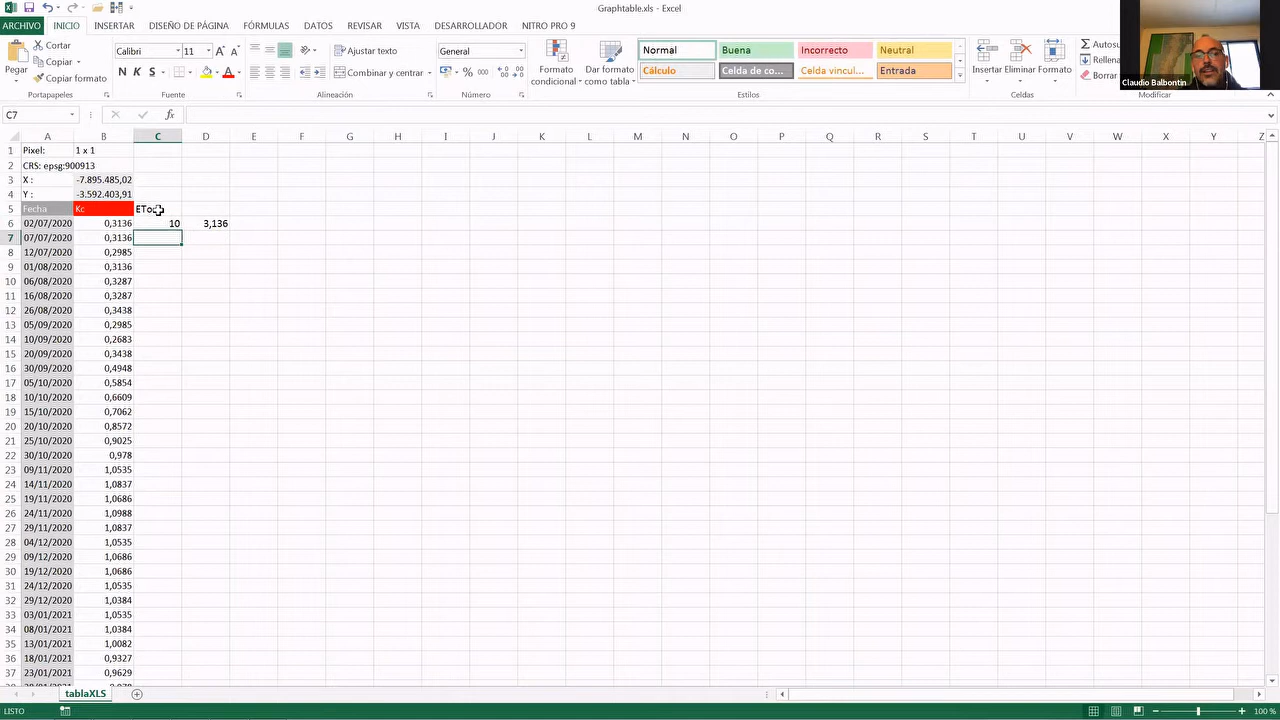 Graphtable.xls - Excel
ARCHIVO INICIO INSERTAR DISEÑO DE PÁGINA FÓRMULAS DATOS REVISAR VISTA DESARROLLADOR NITRO PRO 9
Pegar
Cortar
Copiar
Copiar formato
Portapapeles
Calibri 11
N K S
Fuente
Ajustar texto
Combinar y centrar
Alineación
General
% 000
Número
Formato condicional
Dar formato como tabla
Normal Buena Incorrecto Neutral
Cálculo Celda de co... Celda vincul... Entrada
Estilos
Insertar Eliminar Formato
Celdas
Σ
Borrar
Modificar
Claudio Balbontin
C7
fx
A B C D E F G H I J K L M N O P Q R S T U V W X Y Z
1 Pixel: 1 x 1
2 CRS: epsg:900913
3 X : -7.895.485,02
4 Y : -3.592.403,91
5 Fecha Kc
6 02/07/2020 0,3136 10 3,136
7 07/07/2020 0,3136
8 12/07/2020 0,2985
9 01/08/2020 0,3136
10 06/08/2020 0,3287
11 16/08/2020 0,3287
12 26/08/2020 0,3438
13 05/09/2020 0,2985
14 10/09/2020 0,2683
15 20/09/2020 0,3438
16 30/09/2020 0,4948
17 05/10/2020 0,5854
18 10/10/2020 0,6609
19 15/10/2020 0,7062
20 20/10/2020 0,8572
21 25/10/2020 0,9025
22 30/10/2020 0,978
23 09/11/2020 1,0535
24 14/11/2020 1,0837
25 19/11/2020 1,0686
26 24/11/2020 1,0988
27 29/11/2020 1,0837
28 04/12/2020 1,0535
29 09/12/2020 1,0686
30 19/12/2020 1,0686
31 24/12/2020 1,0535
32 29/12/2020 1,0384
33 03/01/2021 1,0535
34 08/01/2021 1,0384
35 13/01/2021 1,0082
36 18/01/2021 0,9327
37 23/01/2021 0,9629
tablaXLS
LISTO
100 %